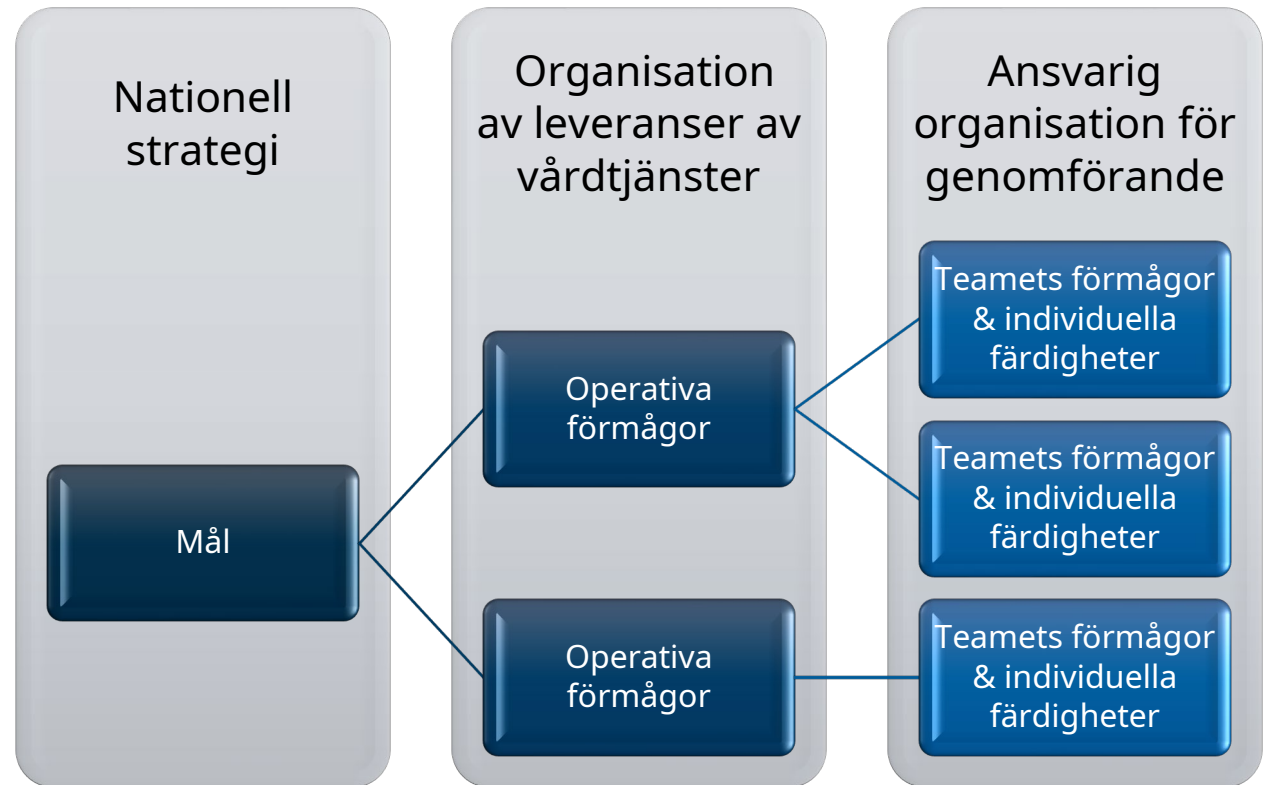 Nationell
strategi
Mål
Organisation
av leveranser av
vårdtjänster
Operativa
förmågor
Operativa
förmågor
Ansvarig
organisation för
genomförande
Teamets förmågor
& individuella
färdigheter
Teamets förmågor
& individuella
färdigheter
Teamets förmågor
& individuella
färdigheter